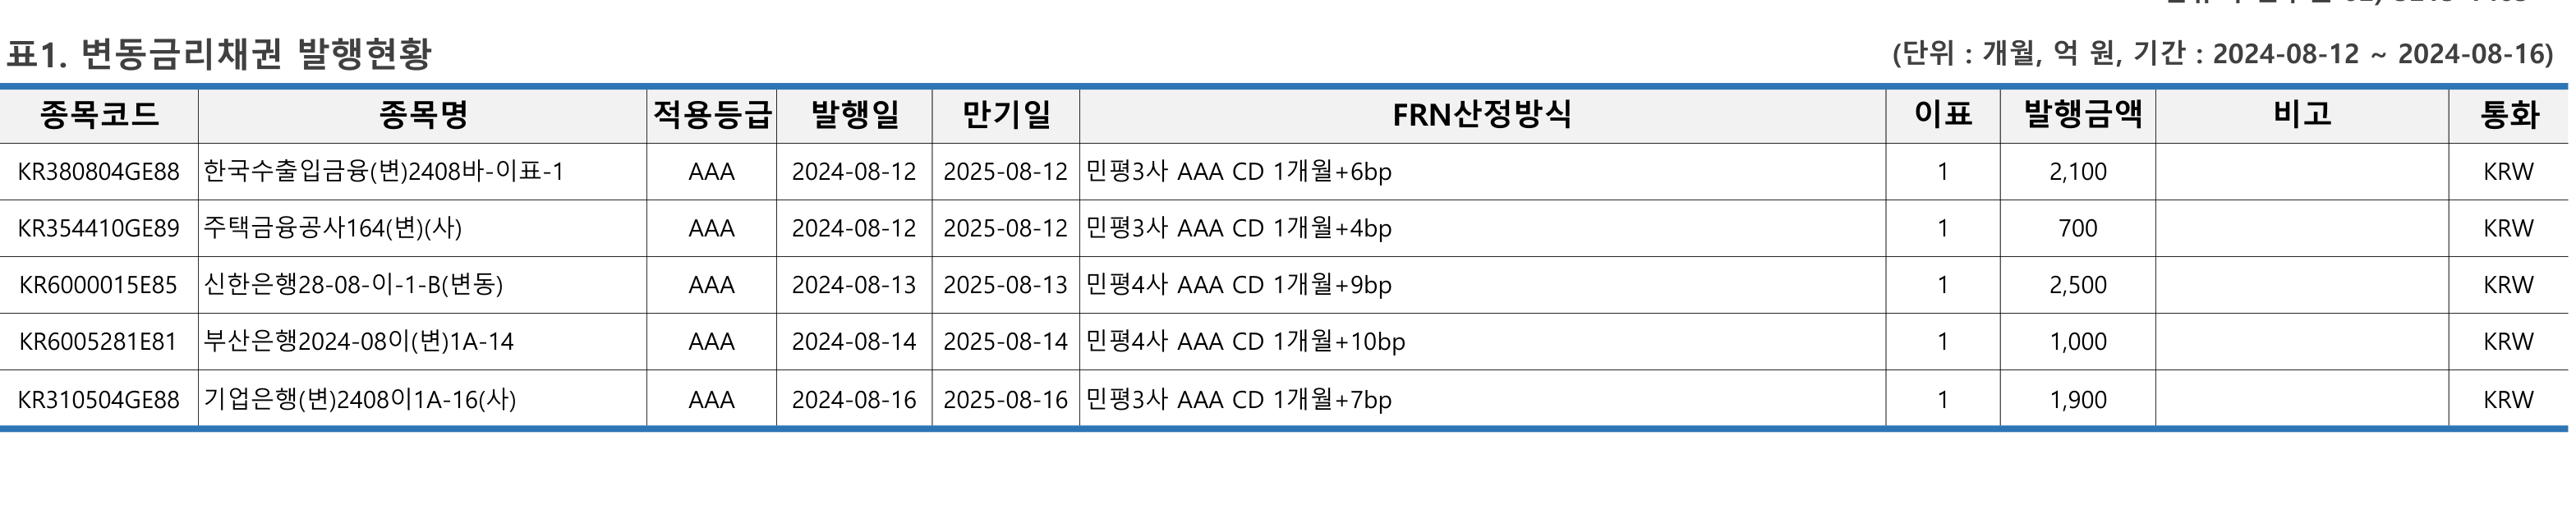 표1. 변동금리채권 발행현황 (단위 : 개월, 억 원, 기간 : 2024-08-12 ~ 2024-08-16)
종목코드 종목명 적용등급 발행일 만기일 FRN산정방식 이표 발행금액 비고 통화
KR380804GE88 한국수출입금융(변)2408바-이표-1 AAA 2024-08-12 2025-08-12 민평3사 AAA CD 1개월+6bp 1 2,100 KRW
KR354410GE89 주택금융공사164(변)(사) AAA 2024-08-12 2025-08-12 민평3사 AAA CD 1개월+4bp 1 700 KRW
KR6000015E85 신한은행28-08-이-1-B(변동) AAA 2024-08-13 2025-08-13 민평4사 AAA CD 1개월+9bp 1 2,500 KRW
KR6005281E81 부산은행2024-08이(변)1A-14 AAA 2024-08-14 2025-08-14 민평4사 AAA CD 1개월+10bp 1 1,000 KRW
KR310504GE88 기업은행(변)2408이1A-16(사) AAA 2024-08-16 2025-08-16 민평3사 AAA CD 1개월+7bp 1 1,900 KRW